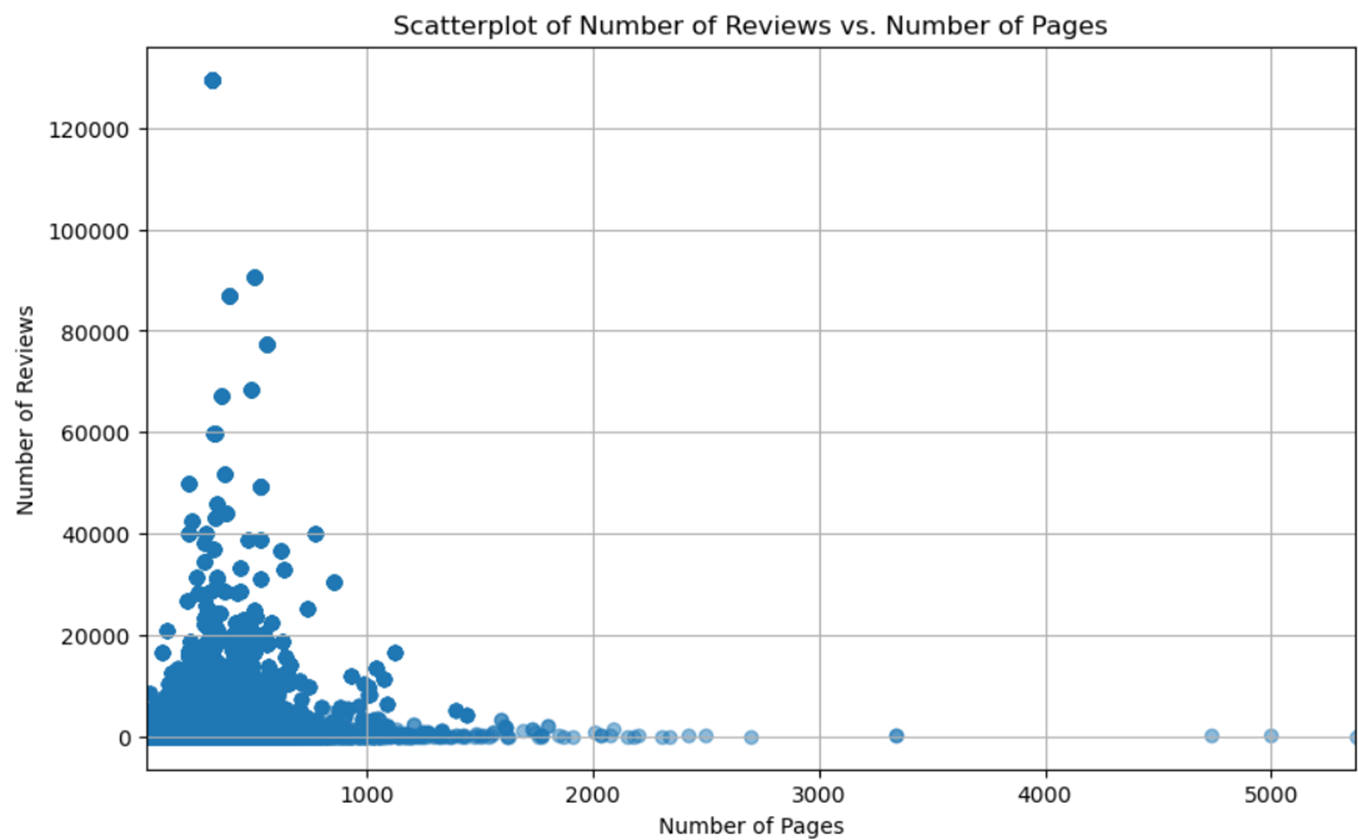 Scatterplot of Number of Reviews vs. Number of Pages
120000
100000
80000
60000
40000
20000
0
Number of Reviews
1000 2000 3000 4000 5000
Number of Pages